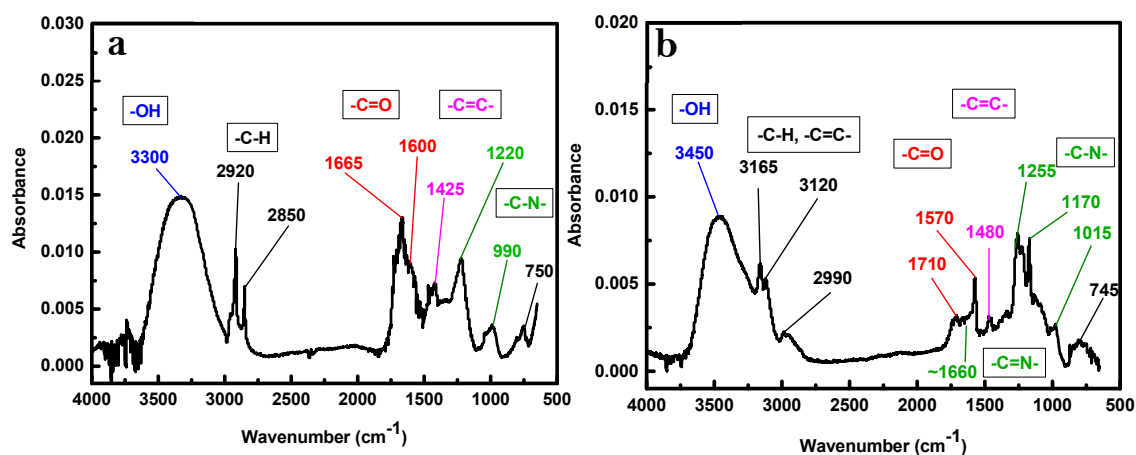 a
0.030
0.025
0.020
0.015
0.010
0.005
0.000
Absorbance
-OH
3300
-C-H
2920
2850
-C=O
1665
1600
-C=C-
1425
1220
-C-N-
990
750
4000 3500 3000 2500 2000 1500 1000 500
Wavenumber (cm⁻¹)
b
0.020
0.015
0.010
0.005
0.000
Absorbance
-OH
3450
-C-H, -C=C-
3165
3120
2990
-C=O
1570
1710
-C=C-
1480
~1660
-C=N-
1255
-C-N-
1170
1015
745
4000 3500 3000 2500 2000 1500 1000 500
Wavenumber (cm⁻¹)